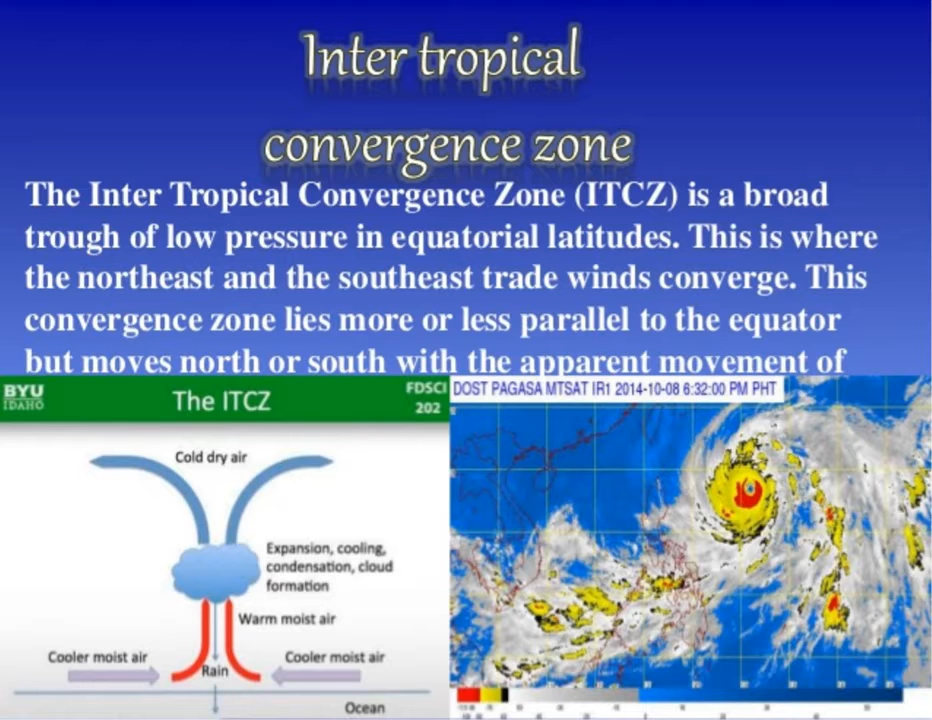 Inter tropical
convergence zone
The Inter Tropical Convergence Zone (ITCZ) is a broad
trough of low pressure in equatorial latitudes. This is where
the northeast and the southeast trade winds converge. This
convergence zone lies more or less parallel to the equator
but moves north or south with the apparent movement of
BYU
IDAHO
The ITCZ
FDSCI
202
Cold dry air
Expansion, cooling,
condensation, cloud
formation
Warm moist air
Cooler moist air
Rain
Cooler moist air
Ocean
DOST PAGASA MTSAT IR1 2014-10-08 6:32:00 PM PHT